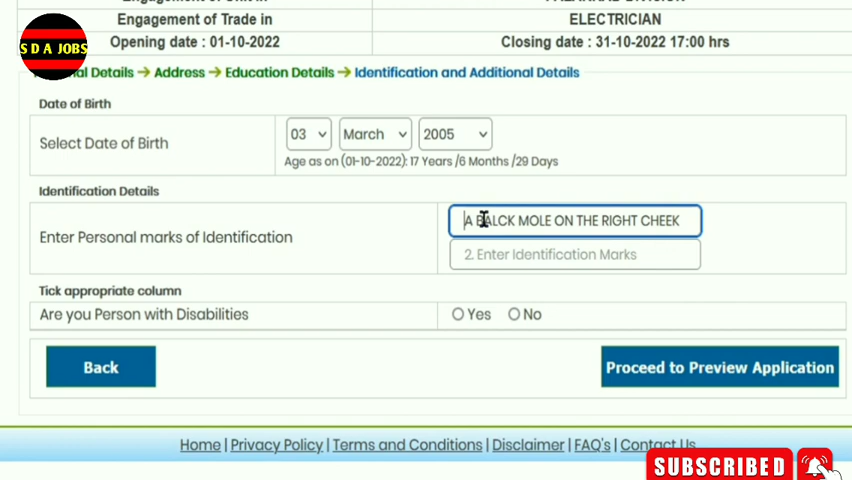 Engagement of Trade in
ELECTRICIAN
Opening date : 01-10-2022
Closing date : 31-10-2022 17:00 hrs
S D A JOBS
Details → Address → Education Details → Identification and Additional Details
Date of Birth
Select Date of Birth
03 March 2005
Age as on (01-10-2022): 17 Years /6 Months /29 Days
Identification Details
Enter Personal marks of Identification
A BALCK MOLE ON THE RIGHT CHEEK
2. Enter Identification Marks
Tick appropriate column
Are you Person with Disabilities
Yes No
Back
Proceed to Preview Application
Home | Privacy Policy | Terms and Conditions | Disclaimer | FAQ's | Contact Us
SUBSCRIBED